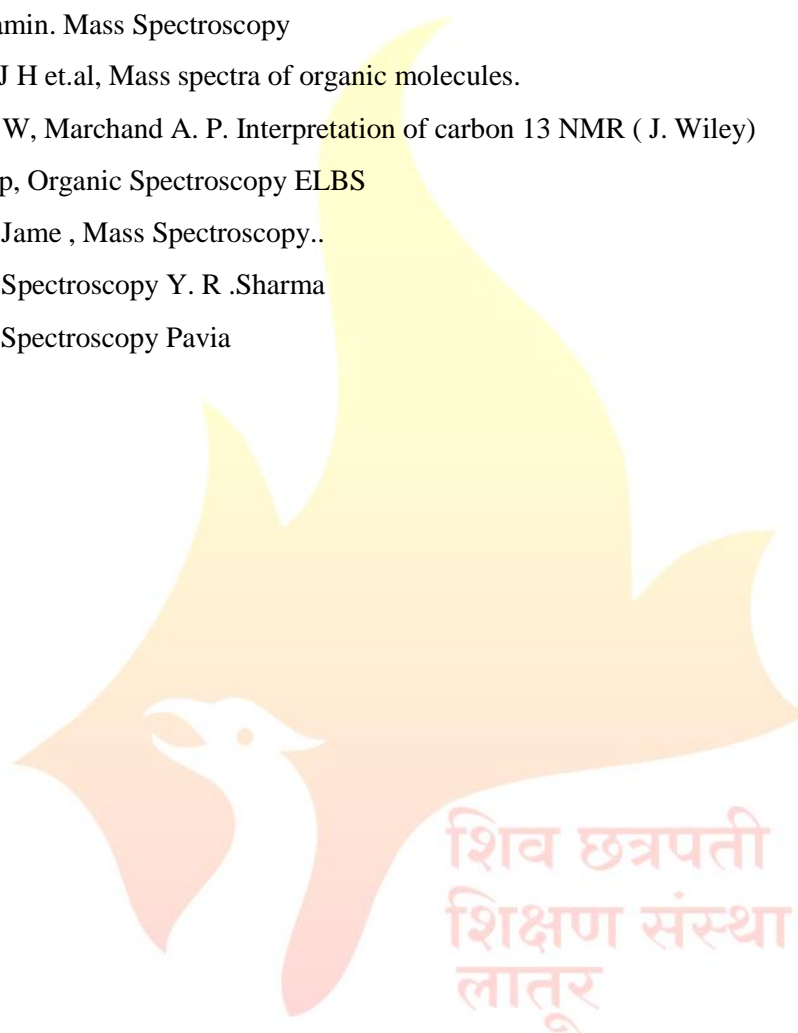 amin. Mass Spectroscopy
J H et.al, Mass spectra of organic molecules.
W, Marchand A. P. Interpretation of carbon 13 NMR ( J. Wiley)
p, Organic Spectroscopy ELBS
Jame , Mass Spectroscopy..
Spectroscopy Y. R .Sharma
Spectroscopy Pavia
शिव छत्रपती
शिक्षण संस्था
लातूर